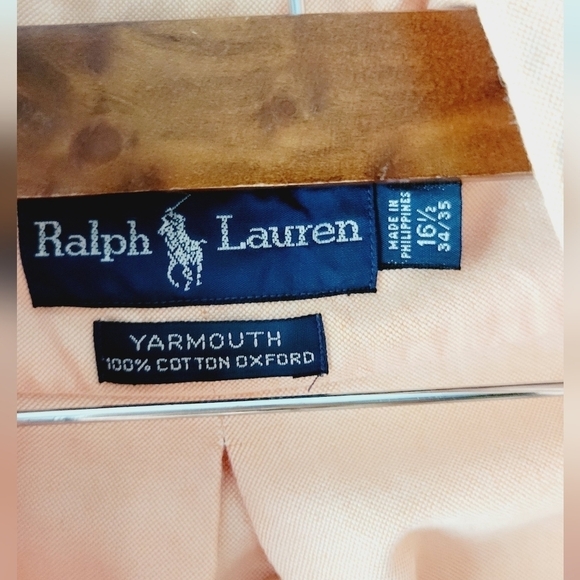 Ralph Lauren
MADE IN
PHILIPPINES
16½
34/35
YARMOUTH
100% COTTON OXFORD